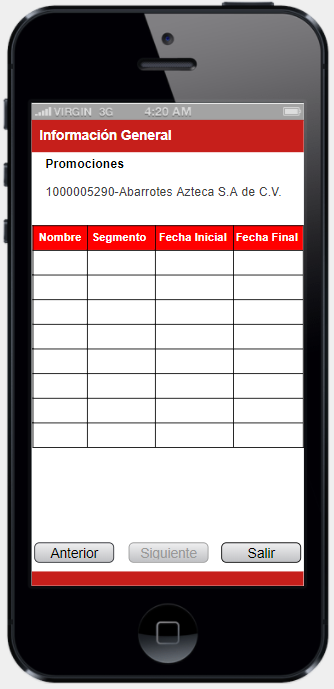 VIRGIN 3G 4:20 AM
Información General
Promociones
1000005290-Abarrotes Azteca S.A de C.V.
Nombre Segmento Fecha Inicial Fecha Final
Anterior Siguiente Salir